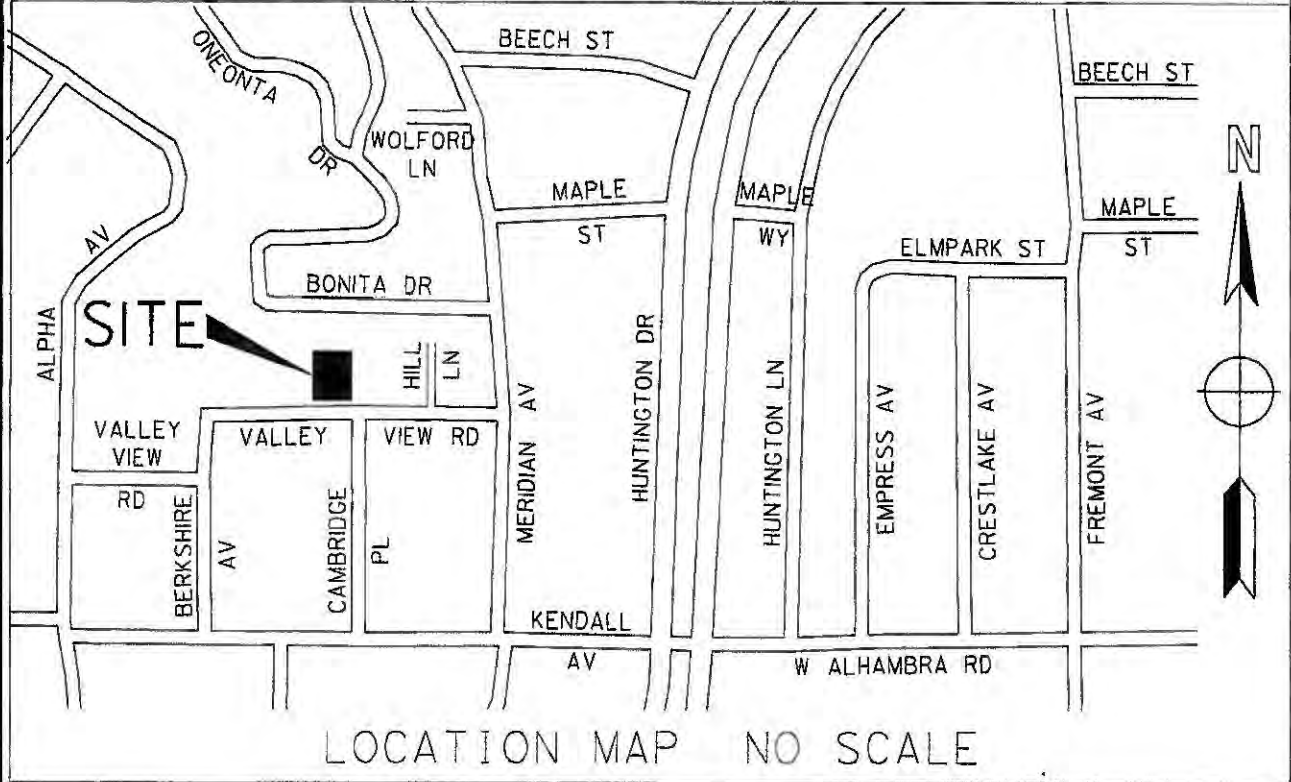 ONEONTA
DR
BEECH ST
BEECH ST
WOLFORD
LN
N
MAPLE
ST
MAPLE
WY
MAPLE
ST
ELMPARK ST
ALPHA
AV
BONITA DR
SITE
HILL
LN
VALLEY
VIEW
RD
VALLEY
VIEW RD
MERIDIAN AV
HUNTINGTON DR
HUNTINGTON LN
EMPRESS AV
CRESTLAKE AV
FREMONT AV
BERKSHIRE
AV
CAMBRIDGE
PL
KENDALL
AV
W ALHAMBRA RD
LOCATION MAP NO SCALE